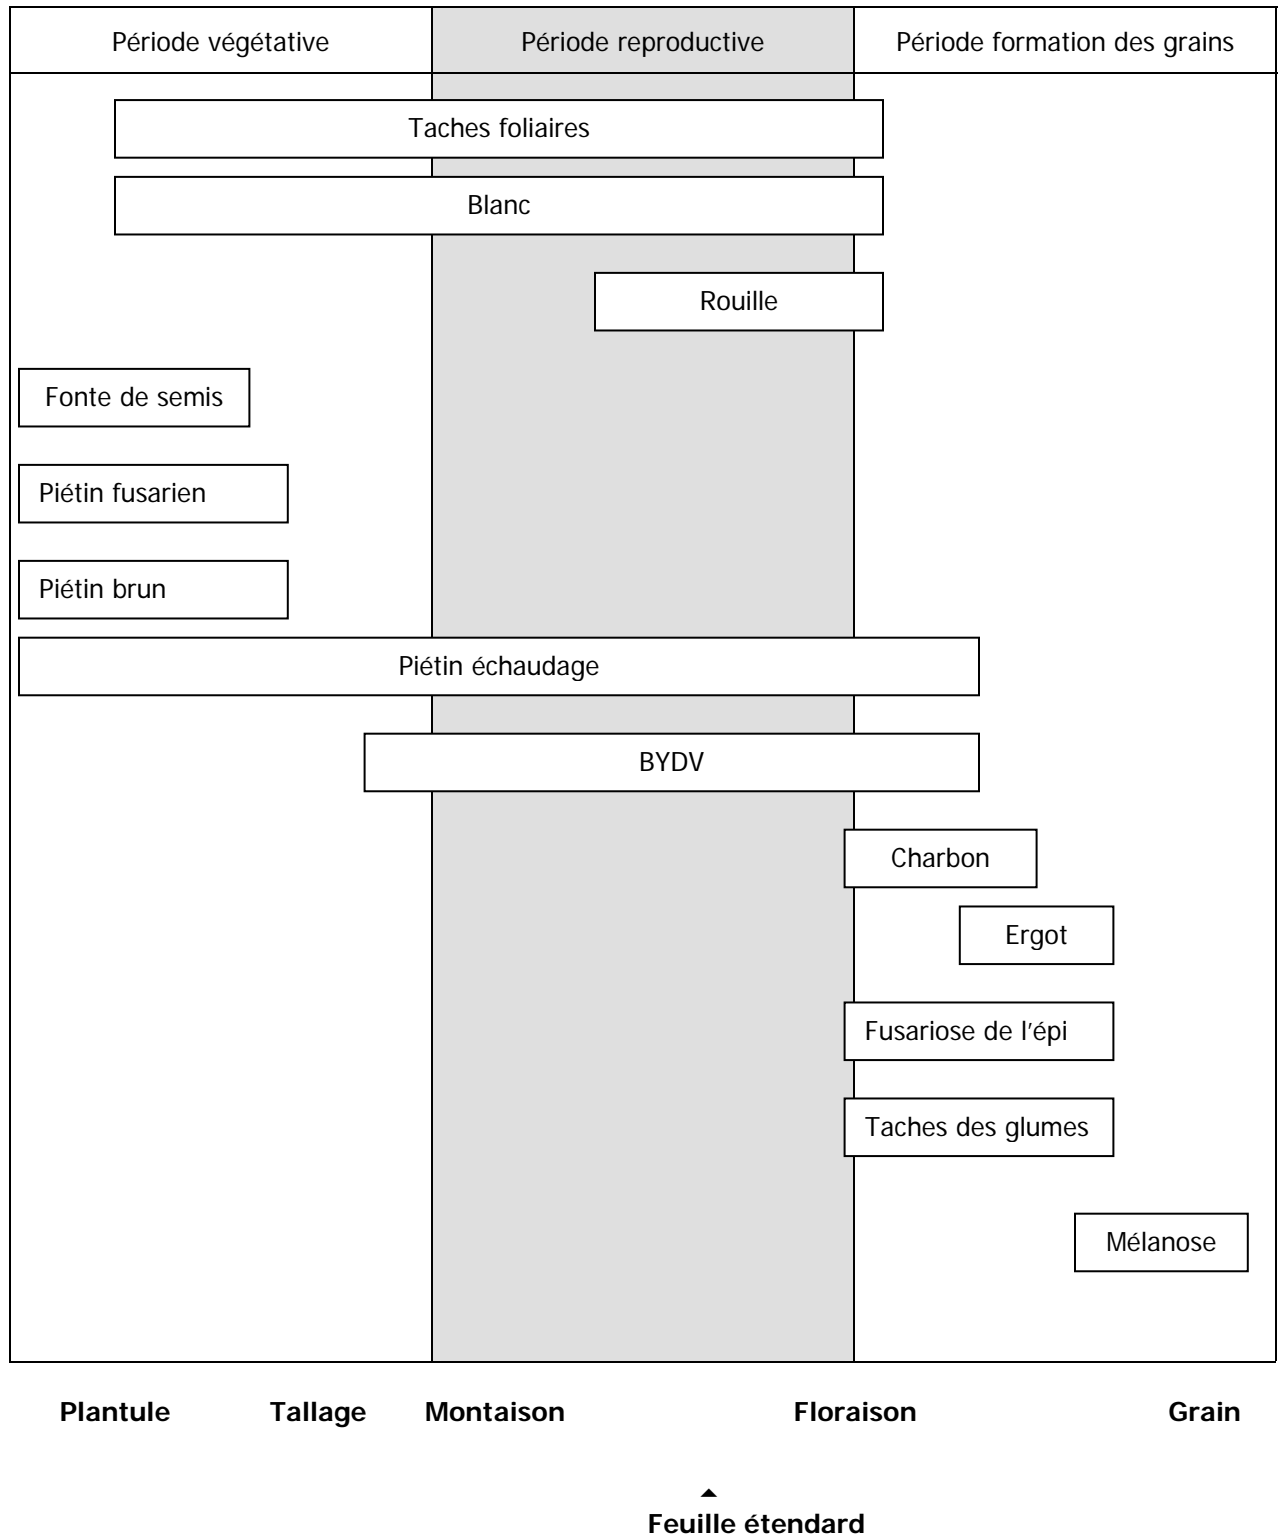 Période végétative
Période reproductive
Période formation des grains
Taches foliaires
Blanc
Rouille
Fonte de semis
Piétin fusarien
Piétin brun
Piétin échaudage
BYDV
Charbon
Ergot
Fusariose de l'épi
Taches des glumes
Mélanose
Plantule Tallage Montaison Floraison Grain
Feuille étendard